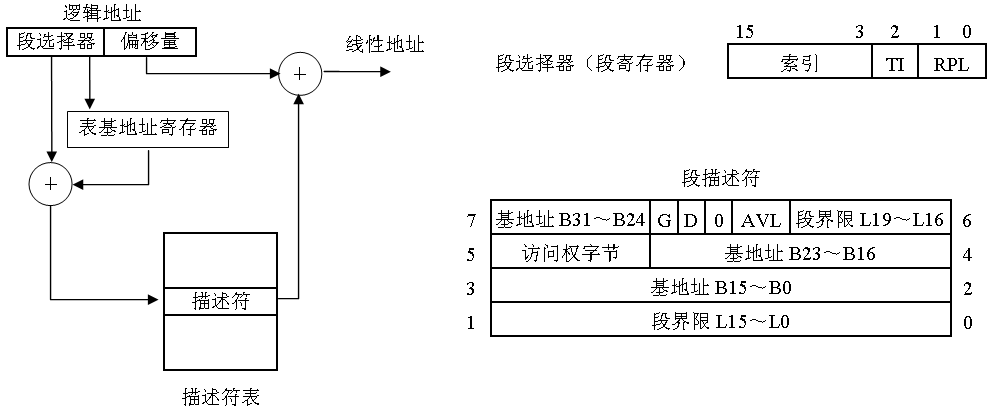 逻辑地址
段选择器 偏移量
线性地址
+
表基地址寄存器
+
描述符
描述符表
15 3 2 1 0
段选择器（段寄存器） 索引 TI RPL
段描述符
7 基地址 B31～B24 G D 0 AVL 段界限 L19～L16 6
5 访问权字节 基地址 B23～B16 4
3 基地址 B15～B0 2
1 段界限 L15～L0 0